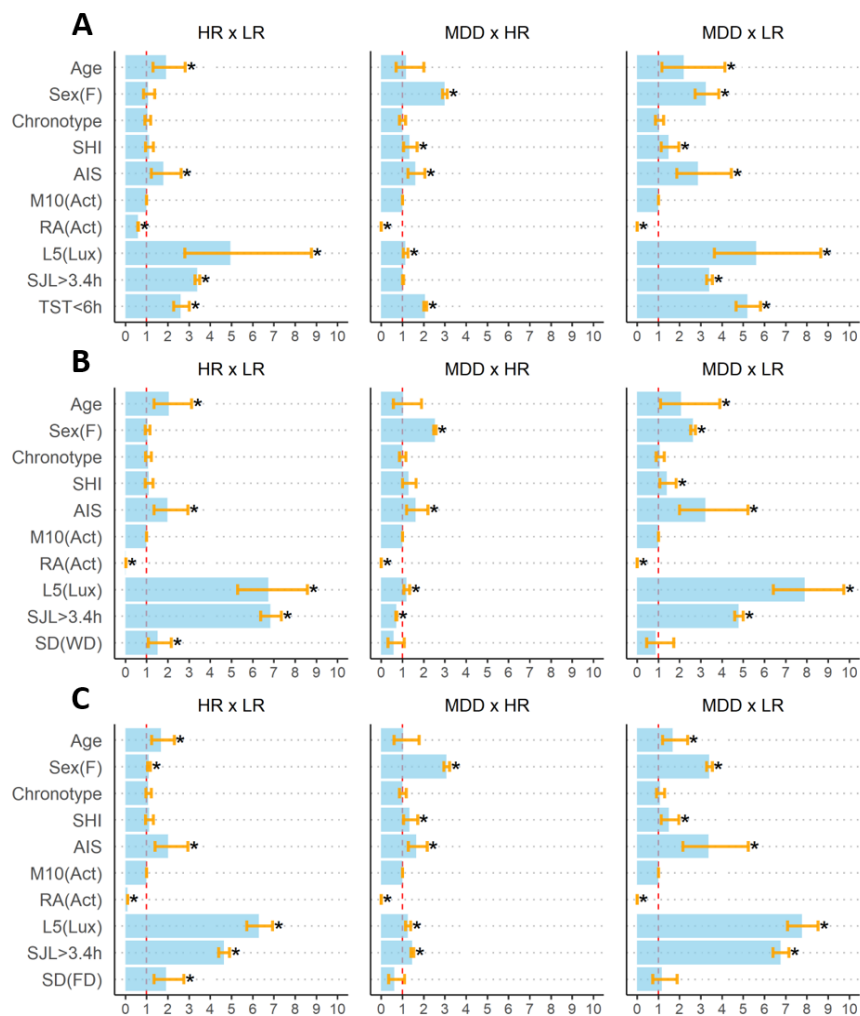 A
HR x LR MDD x HR MDD x LR
Age * *
Sex(F) * *
Chronotype
SHI * *
AIS * * *
M10(Act)
RA(Act) * * *
L5(Lux) * * *
SJL>3.4h * *
TST<6h * * *
0 1 2 3 4 5 6 7 8 9 10 0 1 2 3 4 5 6 7 8 9 10 0 1 2 3 4 5 6 7 8 9 10
B
HR x LR MDD x HR MDD x LR
Age * *
Sex(F) * *
Chronotype
SHI *
AIS * * *
M10(Act)
RA(Act) * * *
L5(Lux) * * *
SJL>3.4h * * *
SD(WD) *
0 1 2 3 4 5 6 7 8 9 10 0 1 2 3 4 5 6 7 8 9 10 0 1 2 3 4 5 6 7 8 9 10
C
HR x LR MDD x HR MDD x LR
Age * *
Sex(F) * * *
Chronotype
SHI * *
AIS * * *
M10(Act)
RA(Act) * * *
L5(Lux) * * *
SJL>3.4h * * *
SD(FD) *
0 1 2 3 4 5 6 7 8 9 10 0 1 2 3 4 5 6 7 8 9 10 0 1 2 3 4 5 6 7 8 9 10